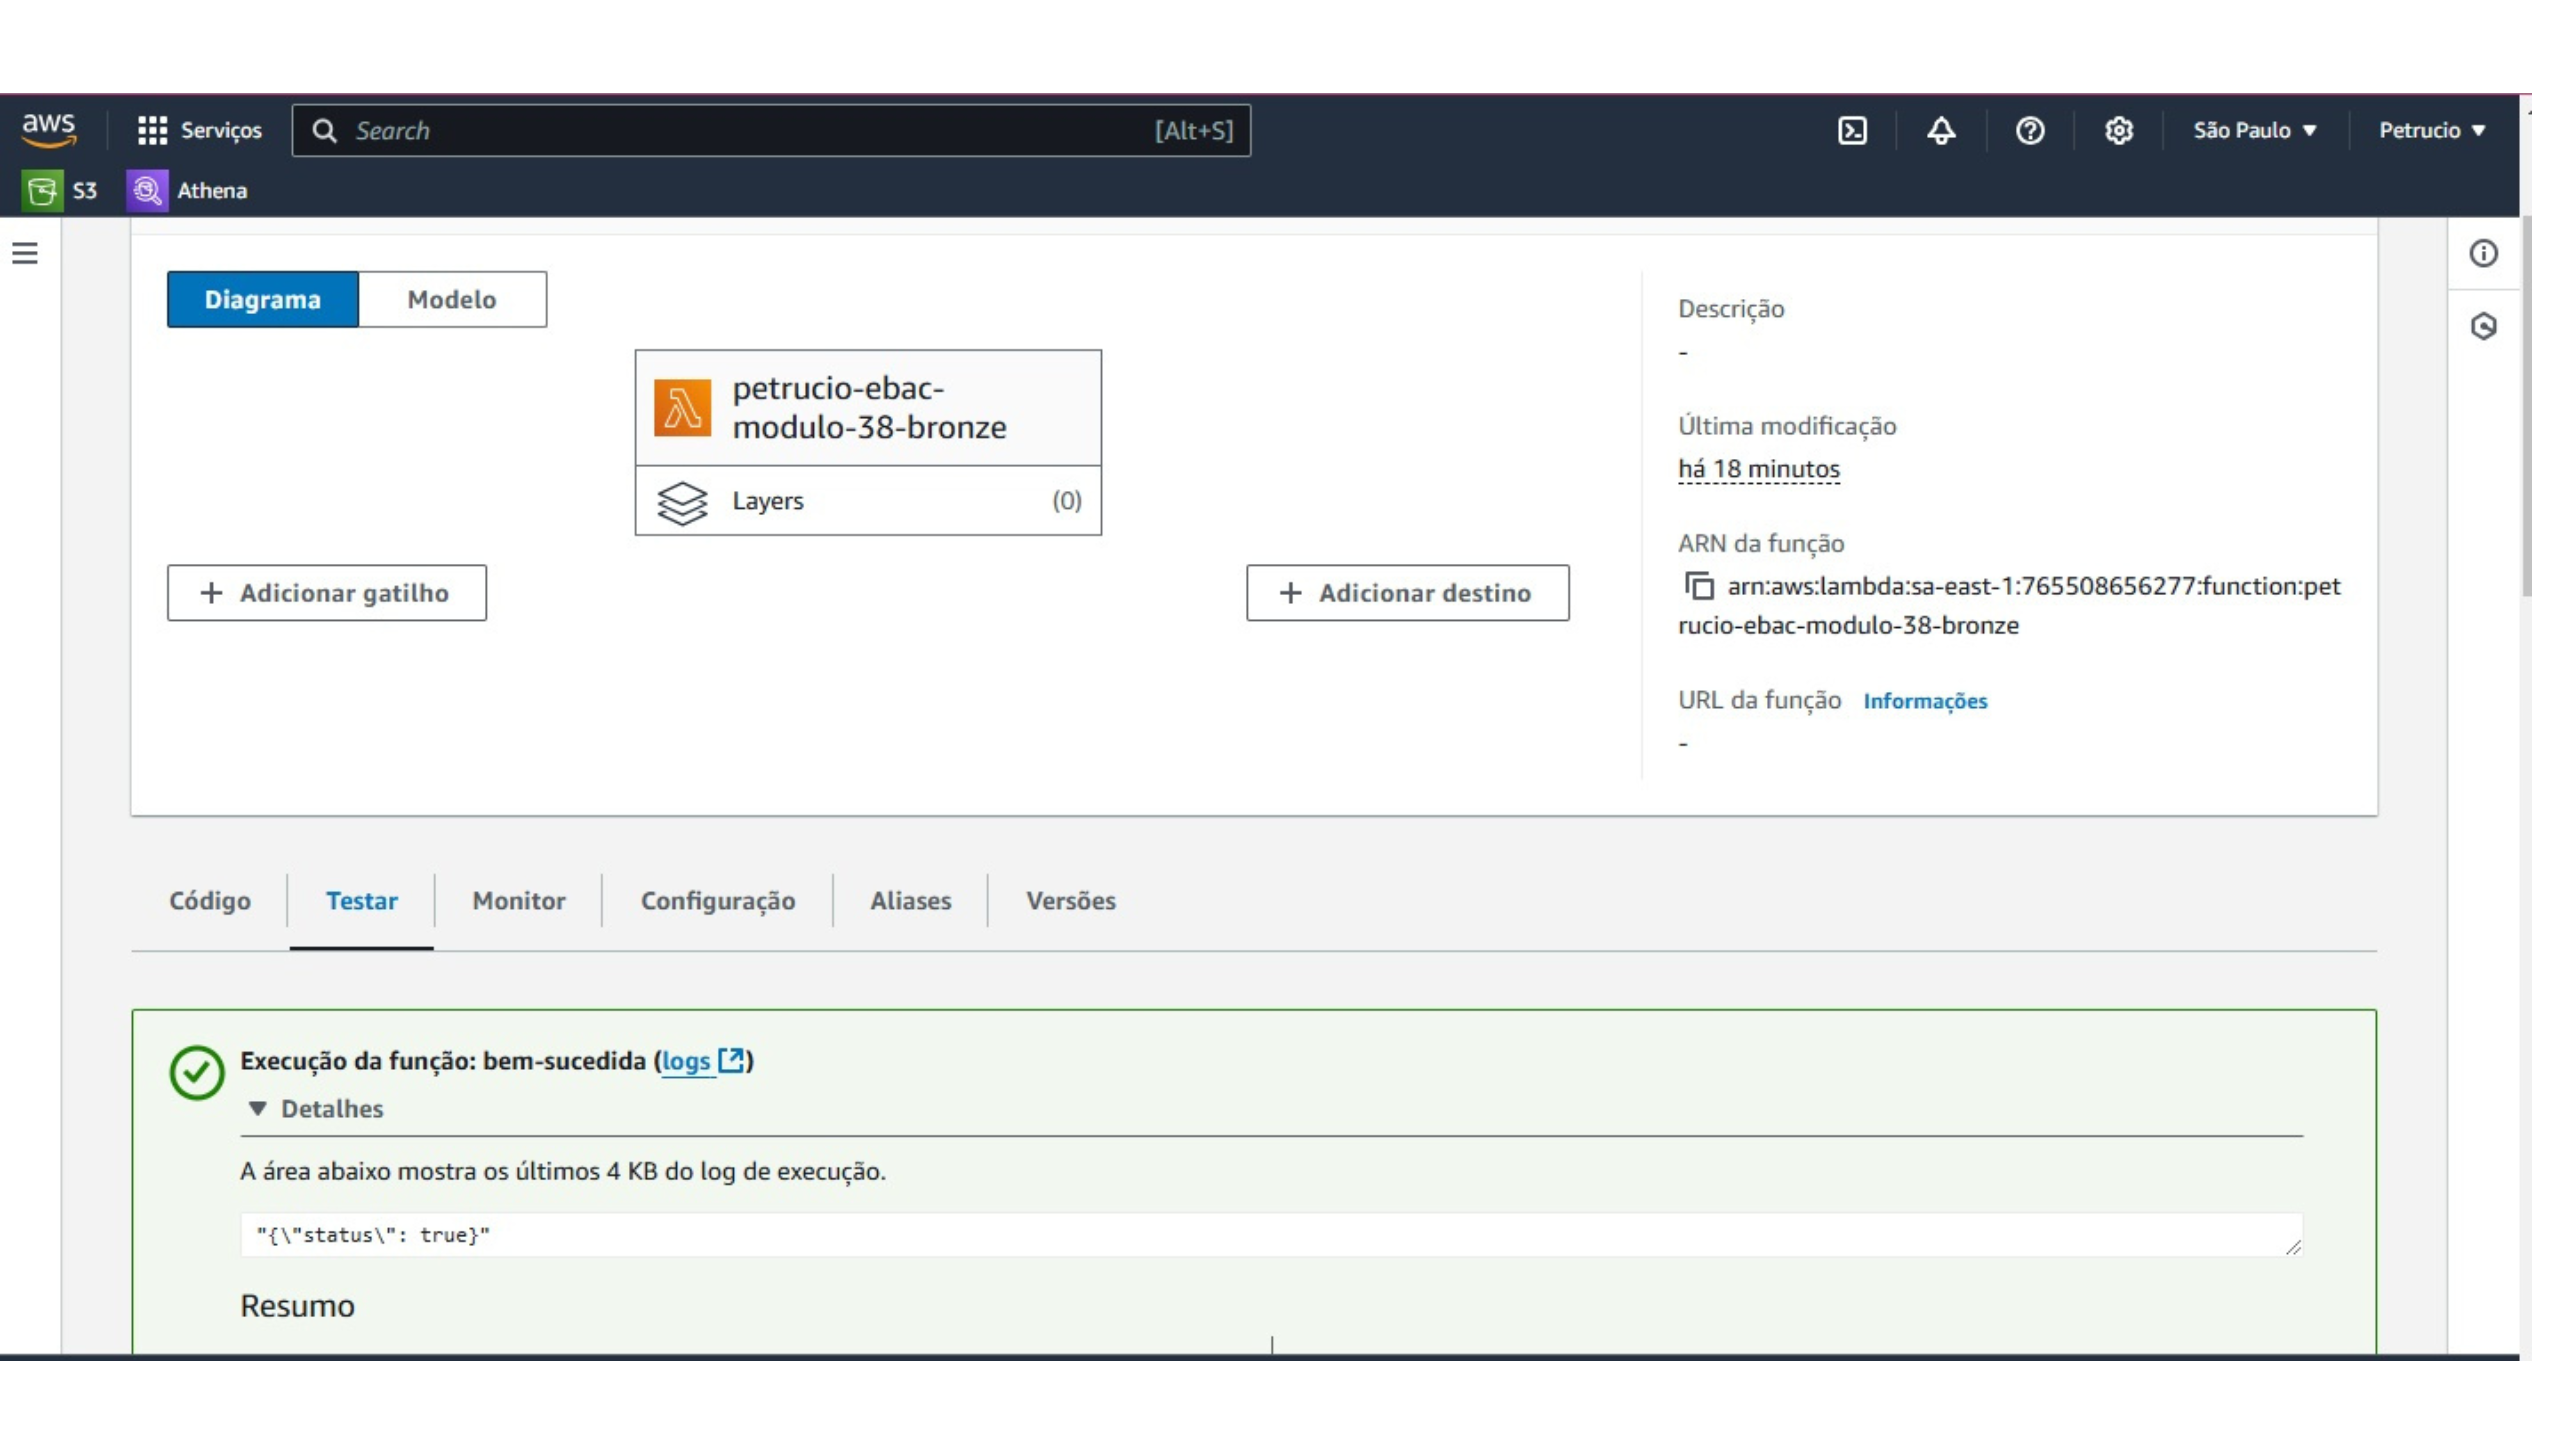 aws
Serviços
Search
[Alt+S]
São Paulo
Petrucio
S3
Athena
Diagrama
Modelo
petrucio-ebac-
modulo-38-bronze
Layers
(0)
+ Adicionar gatilho
+ Adicionar destino
Descrição
-
Última modificação
há 18 minutos
ARN da função
arn:aws:lambda:sa-east-1:765508656277:function:pet
rucio-ebac-modulo-38-bronze
URL da função Informações
-
Código
Testar
Monitor
Configuração
Aliases
Versões
Execução da função: bem-sucedida (logs)
Detalhes
A área abaixo mostra os últimos 4 KB do log de execução.
"{\"status\": true}"
Resumo